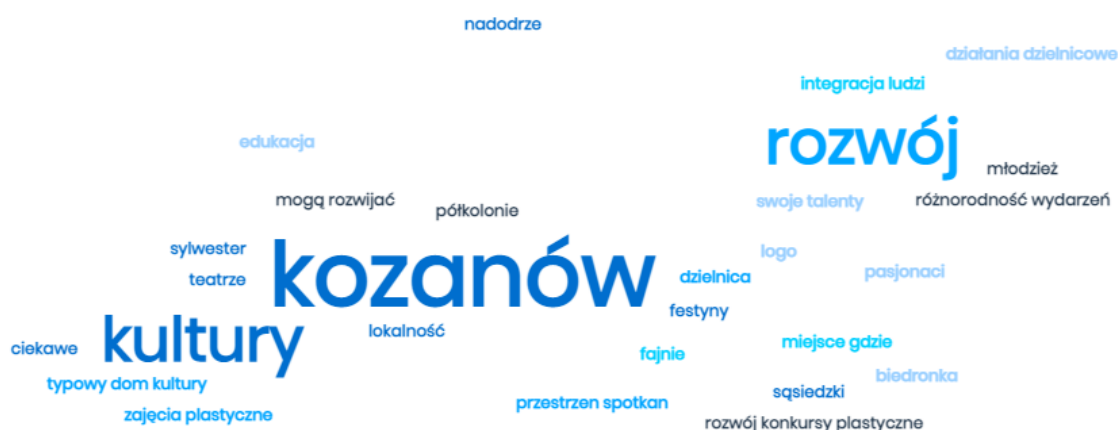 nadodrze
działania dzielnicowe
integracja ludzi
rozwój
edukacja
młodzież
mogą rozwijać
półkolonie
swoje talenty
różnorodność wydarzeń
sylwester
kozanów
logo
teatrze
dzielnica
pasjonaci
festyny
kultury
lokalność
ciekawe
fajnie
miejsce gdzie
typowy dom kultury
biedronka
sąsiedzki
zajęcia plastyczne
przestrzen spotkan
rozwój konkursy plastyczne